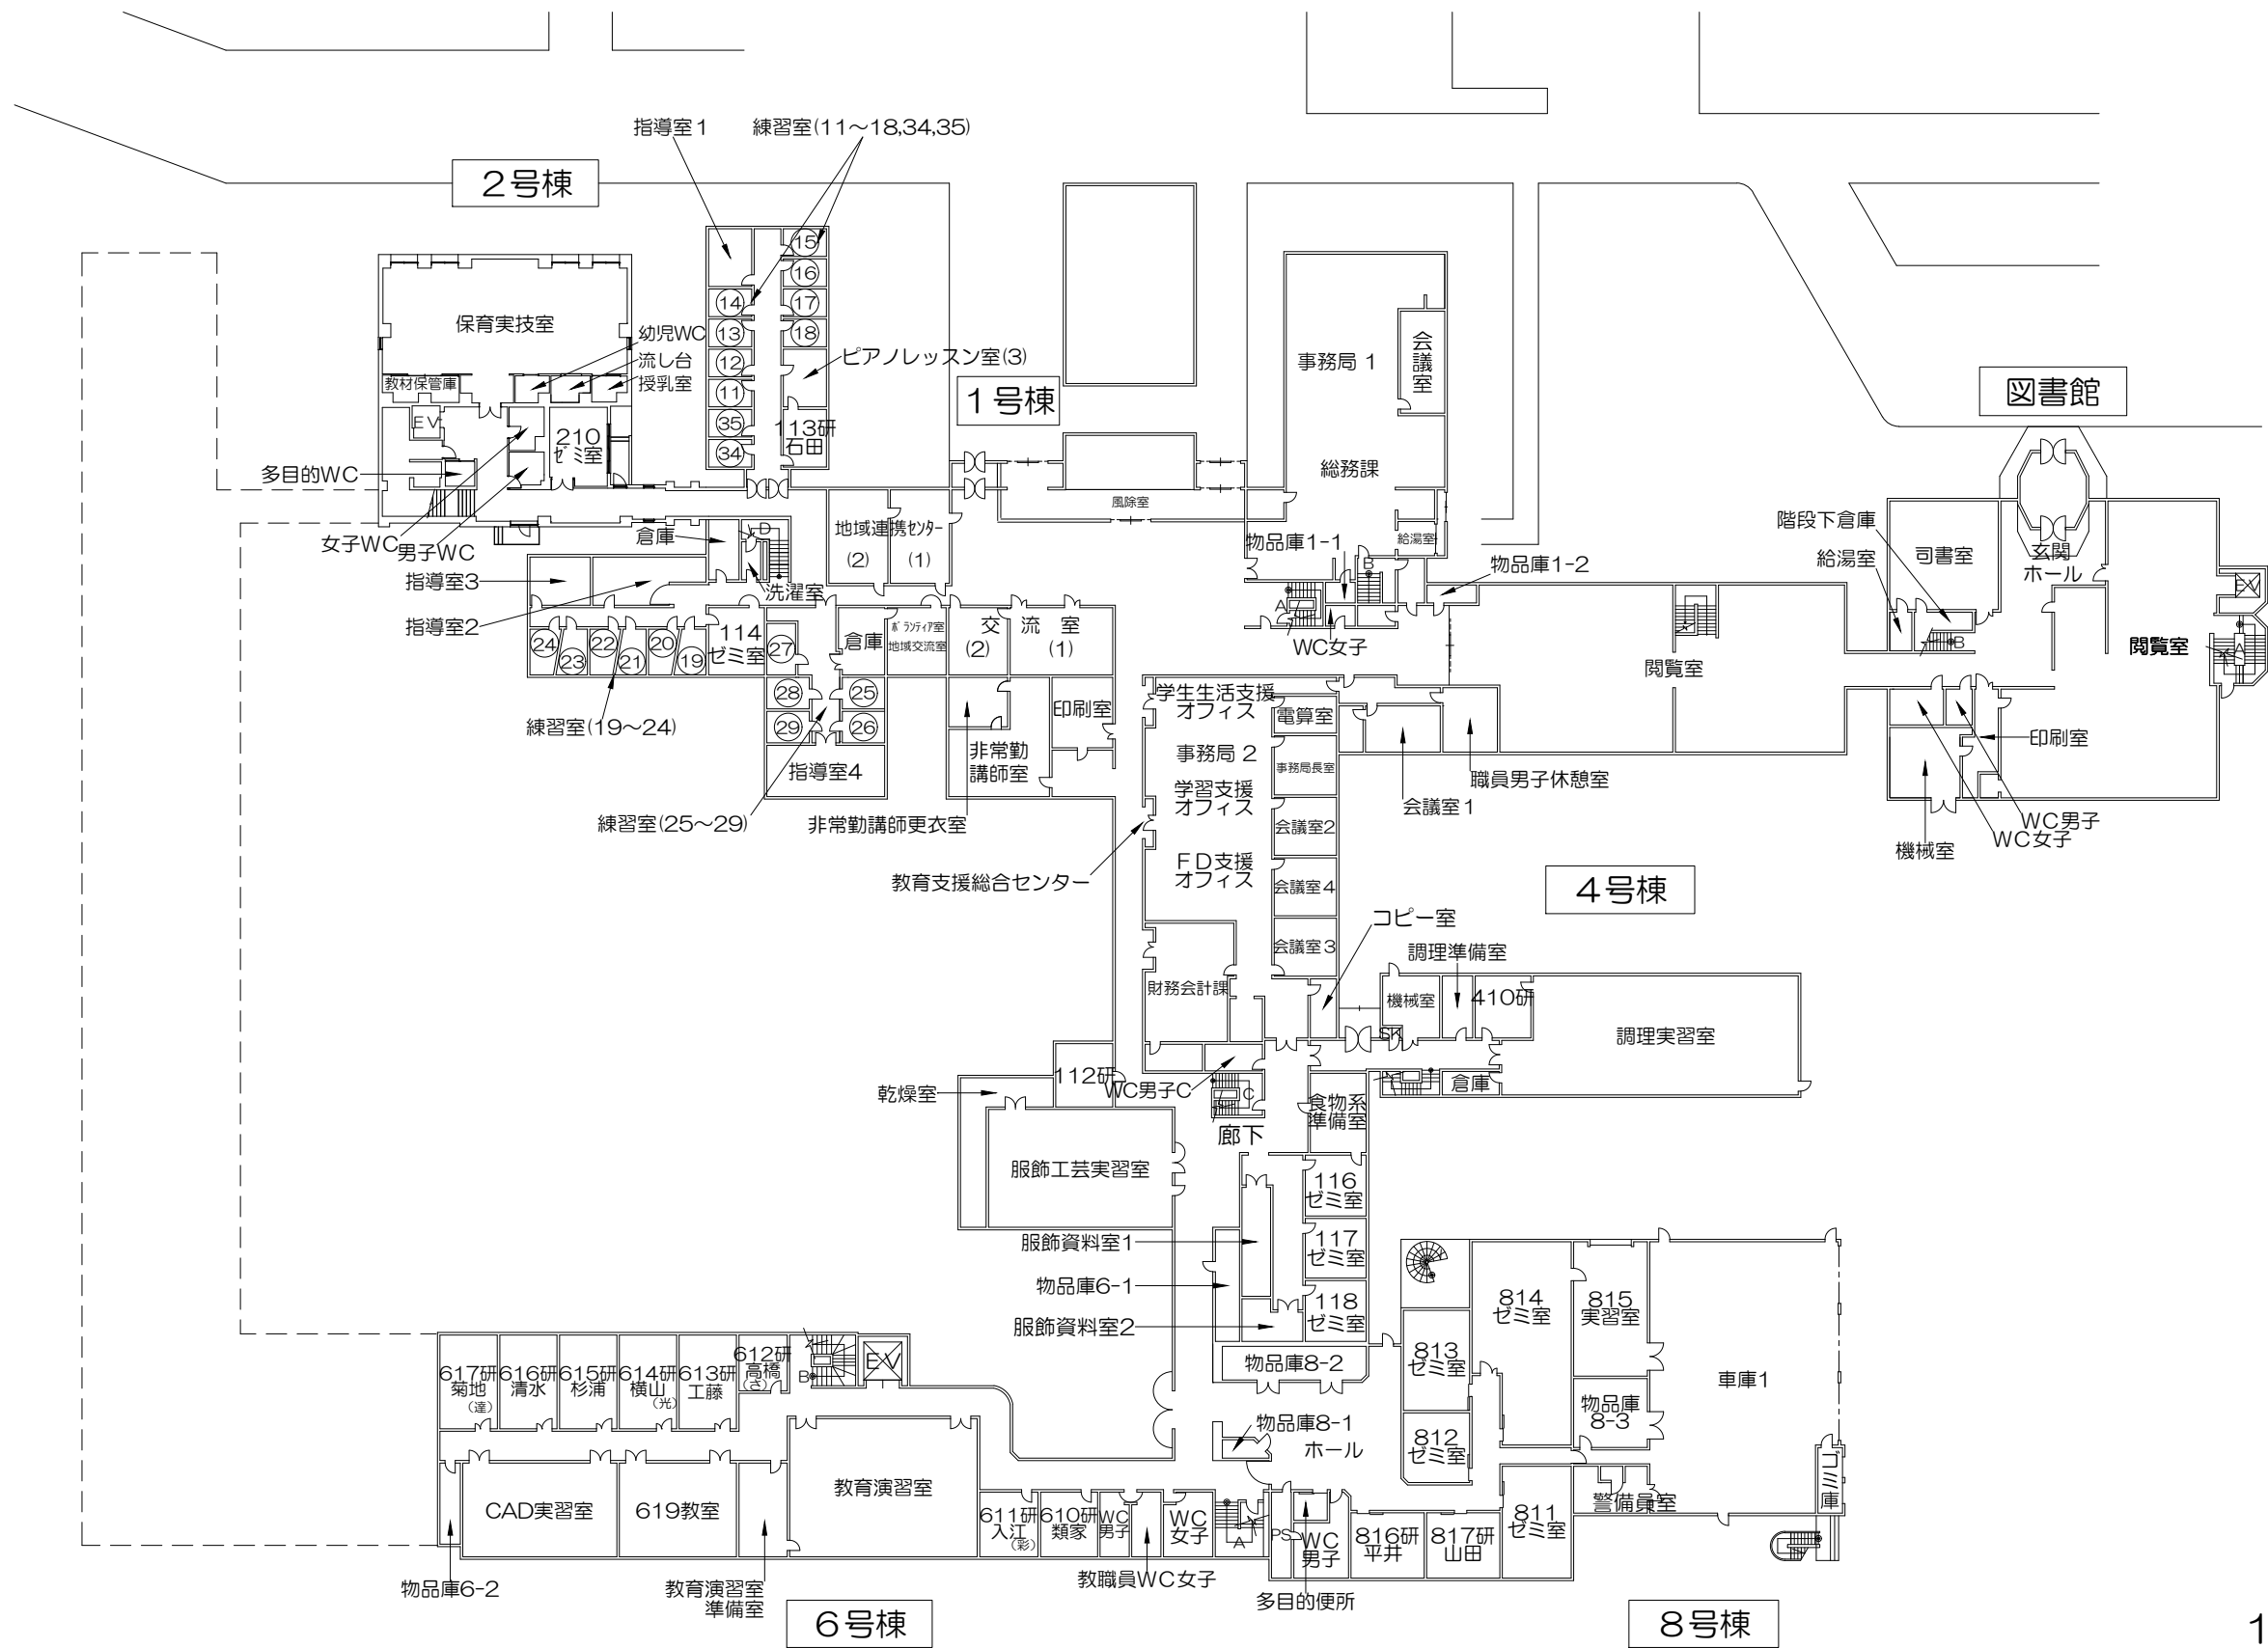 指導室1
練習室(11～18,34,35)
2号棟
15
16
14
17
13
18
12
11
35
34
保育実技室
幼児WC
流し台
授乳室
教材保管庫
EV
210
ゼミ室
ピアノレッスン室(3)
113研
石田
1号棟
多目的WC
女子WC
男子WC
事務局 1
会議室
総務課
風除室
給湯室
図書館
倉庫
D
洗濯室
地域連携センター
(2)
(1)
物品庫1-1
物品庫1-2
A
B
WC女子
階段下倉庫
給湯室
司書室
玄関
ホール
EV
閲覧室
A
B
指導室3
指導室2
24
23
22
21
20
19
114
ゼミ室
27
倉庫
ボランティア室
地域交流室
交流室
(2)
(1)
28
29
25
26
練習室(19～24)
指導室4
練習室(25～29)
印刷室
非常勤
講師室
非常勤講師更衣室
学生生活支援
オフィス
電算室
事務局 2
事務局長室
学習支援
オフィス
会議室2
FD支援
オフィス
会議室4
教育支援総合センター
会議室3
閲覧室
職員男子休憩室
会議室1
印刷室
WC男子
WC女子
機械室
4号棟
コピー室
調理準備室
財務会計課
機械室
410研
SK
調理実習室
倉庫
乾燥室
112研
WC男子C
C
食物系
準備室
廊下
服飾工芸実習室
116
ゼミ室
117
ゼミ室
118
ゼミ室
服飾資料室1
物品庫6-1
服飾資料室2
物品庫8-2
814
ゼミ室
815
実習室
813
ゼミ室
車庫1
物品庫
8-3
812
ゼミ室
物品庫8-1
ホール
ゴミ庫
警備員室
811
ゼミ室
617研
菊地
(達)
616研
清水
615研
杉浦
614研
横山
(光)
613研
工藤
612研
高橋
(さ)
B
EV
CAD実習室
619教室
教育演習室
611研
入江
(彩)
610研
類家
WC
男子
WC
女子
A
PS
WC
男子
816研
平井
817研
山田
物品庫6-2
教育演習室
準備室
教職員WC女子
多目的便所
6号棟
8号棟
1